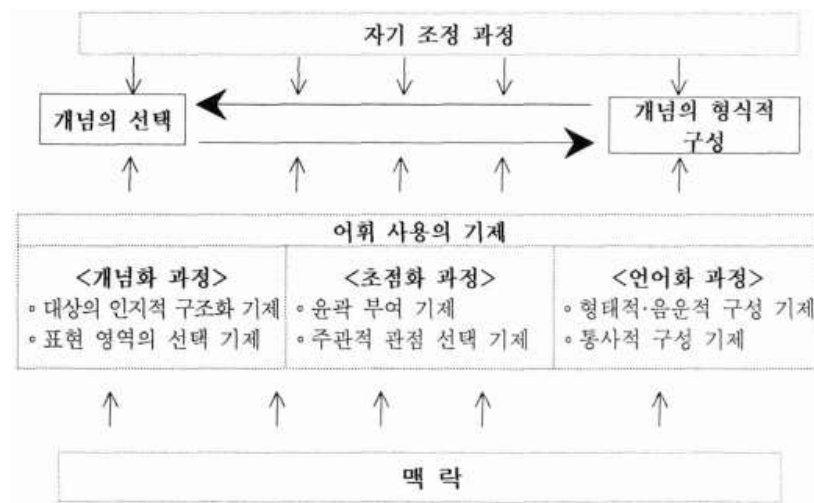 자기 조정 과정
개념의 선택
개념의 형식적
구성
어휘 사용의 기제
<개념화 과정>
◦ 대상의 인지적 구조화 기제
◦ 표현 영역의 선택 기제
<초점화 과정>
◦ 윤곽 부여 기제
◦ 주관적 관점 선택 기제
<언어화 과정>
◦ 형태적·음운적 구성 기제
◦ 통사적 구성 기제
맥 락